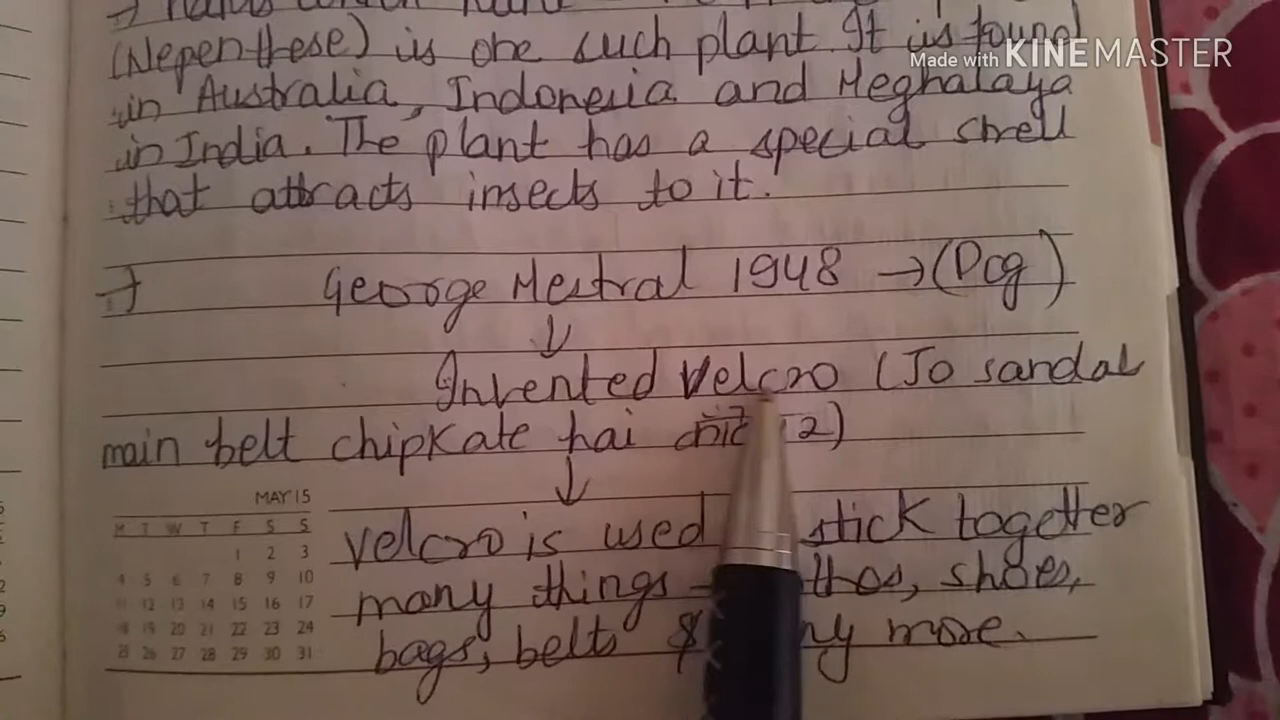 (Nepenthese) is one such plant. It is found
Made with KINEMASTER
in Australia, Indonesia and Meghalaya
in India. The plant has a special smell
that attracts insects to it.
→ George Mestral 1948 → (Dog)
↓
Invented Velcro (Jo sandal
main belt chipkate hai
↓
MAY'15
M T W T F S S
1 2 3
4 5 6 7 8 9 10
11 12 13 14 15 16 17
18 19 20 21 22 23 24
25 26 27 28 29 30 31
velcro is used stick together
many things - shoes,
bags, belts more.